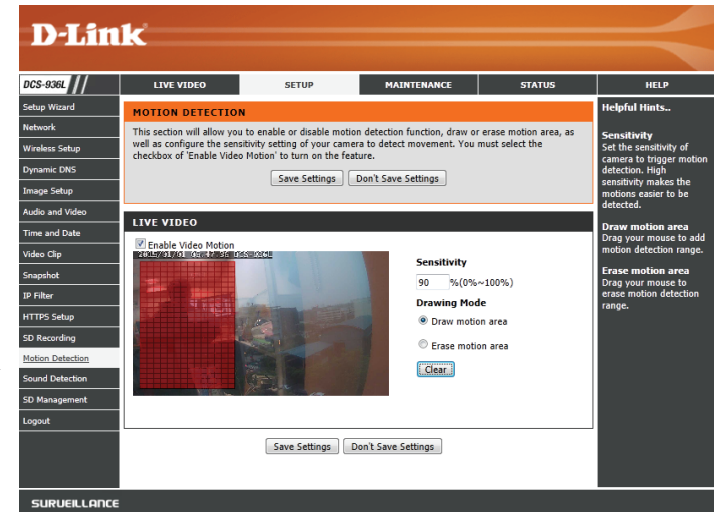 D-Link
DCS-936L
LIVE VIDEO
SETUP
MAINTENANCE
STATUS
HELP
Setup Wizard
Network
Wireless Setup
Dynamic DNS
Image Setup
Audio and Video
Time and Date
Video Clip
Snapshot
IP Filter
HTTPS Setup
SD Recording
Motion Detection
Sound Detection
SD Management
Logout
MOTION DETECTION
This section will allow you to enable or disable motion detection function, draw or erase motion area, as
well as configure the sensitivity setting of your camera to detect movement. You must select the
checkbox of 'Enable Video Motion' to turn on the feature.
Save Settings Don't Save Settings
LIVE VIDEO
Enable Video Motion
Sensitivity
90 %(0%~100%)
Drawing Mode
Draw motion area
Erase motion area
Clear
Save Settings Don't Save Settings
Helpful Hints..
Sensitivity
Set the sensitivity of
camera to trigger motion
detection. High
sensitivity makes the
motions easier to be
detected.
Draw motion area
Drag your mouse to add
motion detection range.
Erase motion area
Drag your mouse to
erase motion detection
range.
SURVEILLANCE